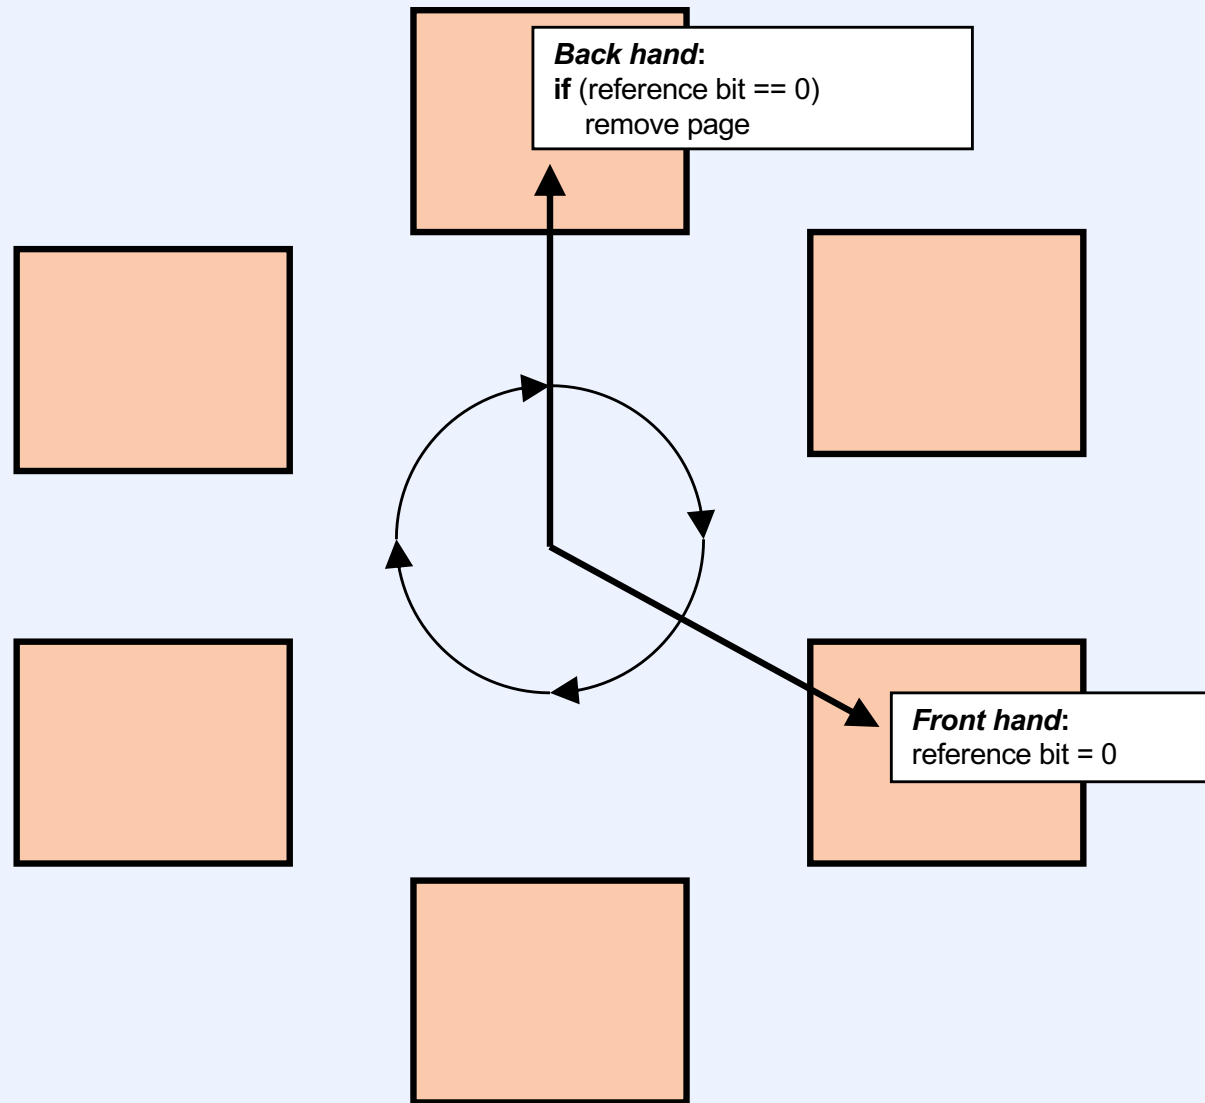 Back hand:
if (reference bit == 0)
remove page
Front hand:
reference bit = 0